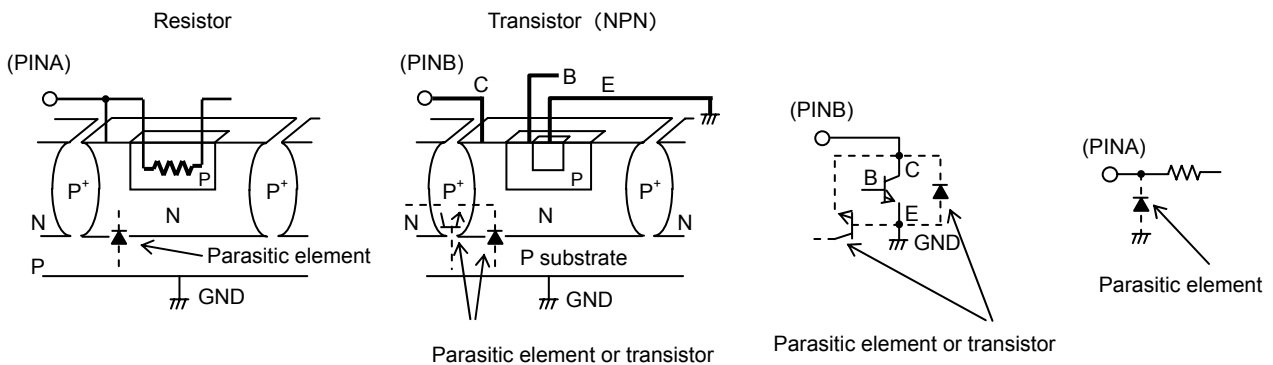 Resistor
Transistor (NPN)
(PINA)
P+
P+
P
N
N
P
Parasitic element
GND
(PINB)
C
B
E
P+
P+
P
N
N
N
P substrate
GND
Parasitic element or transistor
(PINB)
C
B
E
GND
Parasitic element or transistor
(PINA)
Parasitic element